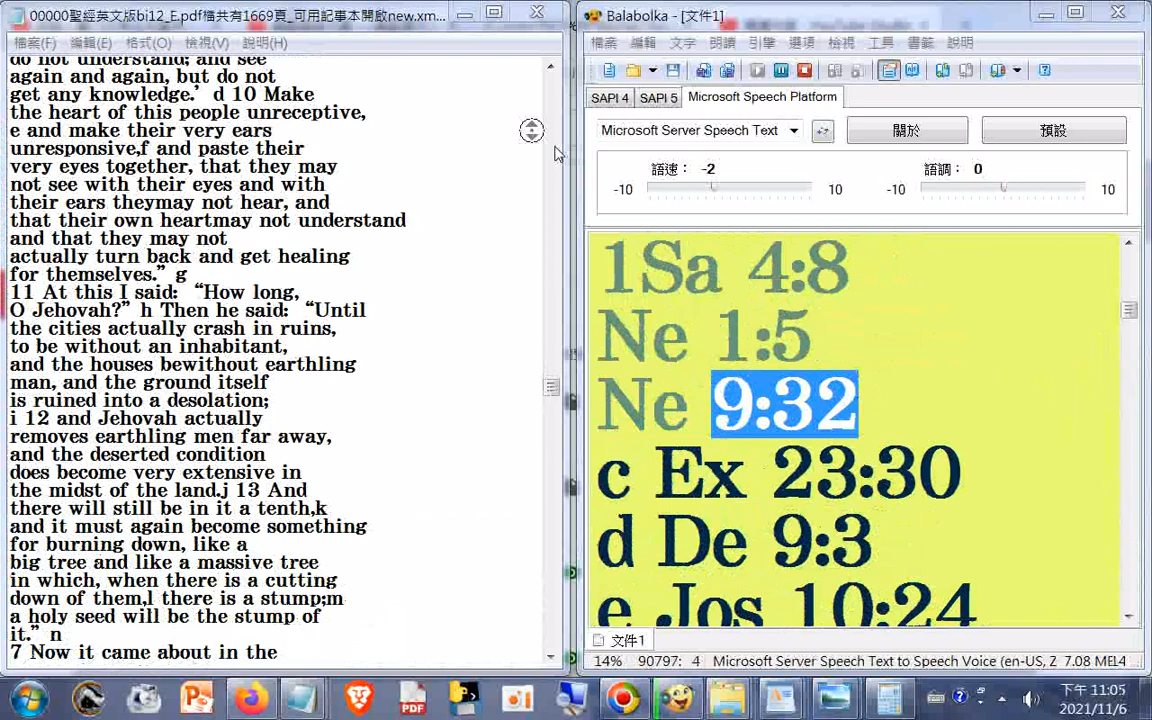 00000聖經英文版bi12_E.pdf檔共有1669頁_可用記事本開啟new.xm...
檔案(F) 編輯(E) 格式(O) 檢視(V) 說明(H)
do not understand; and see
again and again, but do not
get any knowledge.’ d 10 Make
the heart of this people unreceptive,
e and make their very ears
unresponsive,f and paste their
very eyes together, that they may
not see with their eyes and with
their ears theymay not hear, and
that their own heartmay not understand
and that they may not
actually turn back and get healing
for themselves.” g
11 At this I said: “How long,
O Jehovah?” h Then he said: “Until
the cities actually crash in ruins,
to be without an inhabitant,
and the houses bewithout earthling
man, and the ground itself
is ruined into a desolation;
i 12 and Jehovah actually
removes earthling men far away,
and the deserted condition
does become very extensive in
the midst of the land.j 13 And
there will still be in it a tenth,k
and it must again become something
for burning down, like a
big tree and like a massive tree
in which, when there is a cutting
down of them,l there is a stump;m
a holy seed will be the stump of
it.” n
7 Now it came about in the
Balabolka - [文件1]
檔案 編輯 文字 朗讀 引擎 選項 檢視 工具 書籤 說明
SAPI 4 SAPI 5 Microsoft Speech Platform
Microsoft Server Speech Text 關於 預設
語速： -2 語調： 0
-10 10 -10 10
1Sa 4:8
Ne 1:5
Ne 9:32
c Ex 23:30
d De 9:3
e Jos 10:24
文件1
14% 90797: 4 Microsoft Server Speech Text to Speech Voice (en-US, Z 7.08 MB
下午 11:05
2021/11/6